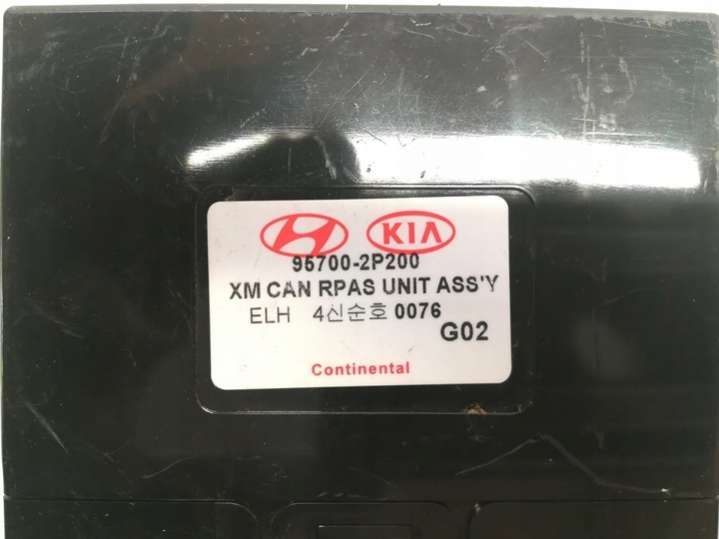 KIA
95700-2P200
XM CAN RPAS UNIT ASS'Y
ELH 4신순호 0076
G02
Continental